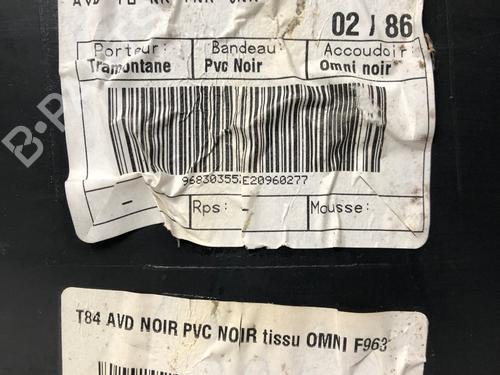 02 / 86
Porteur: Bandeau: Accoudoir:
Tramontane Pvc Noir Omni noir
96830355ZE20960277
- Rps: - Mousse:
T84 AVD NOIR PVC NOIR tissu OMNI F963